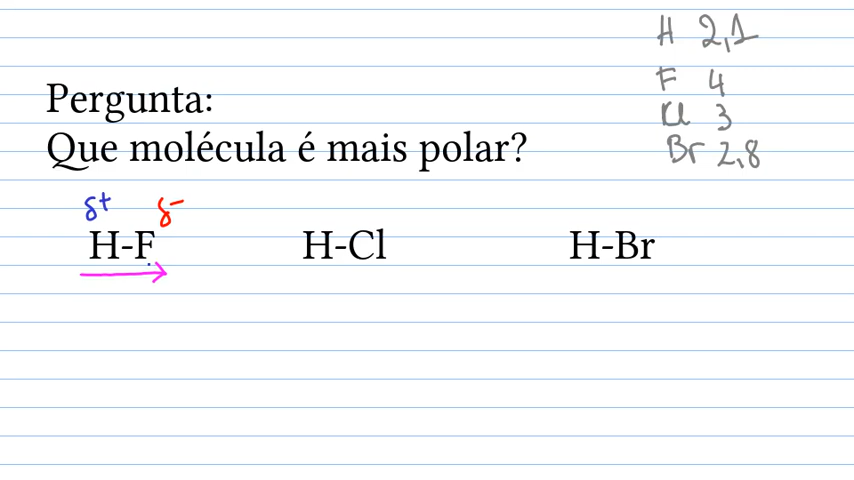 H 2,1
F 4
Cl 3
Br 2,8
Pergunta:
Que molécula é mais polar?
δ+ δ-
H-F H-Cl H-Br